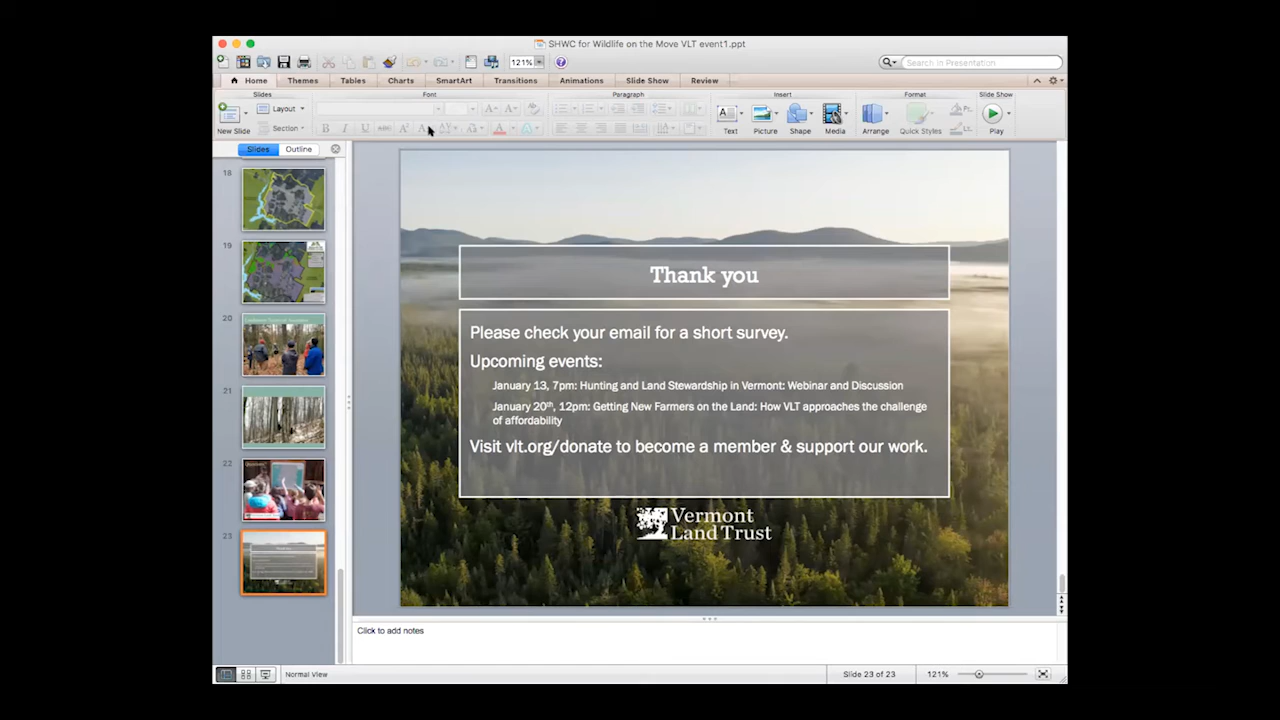 SHWC for Wildlife on the Move VLT event1.ppt
121%
Search in Presentation
Home Themes Tables Charts SmartArt Transitions Animations Slide Show Review
Slides Font Paragraph Insert Format Slide Show
Layout
Section
New Slide
Text Picture Shape Media Arrange Quick Styles Play
Slides Outline
18
19
20
21
22
23
Thank you
Please check your email for a short survey.
Upcoming events:
January 13, 7pm: Hunting and Land Stewardship in Vermont: Webinar and Discussion
January 20th, 12pm: Getting New Farmers on the Land: How VLT approaches the challenge
of affordability
Visit vlt.org/donate to become a member & support our work.
Vermont
Land Trust
Click to add notes
Normal View
Slide 23 of 23
121%